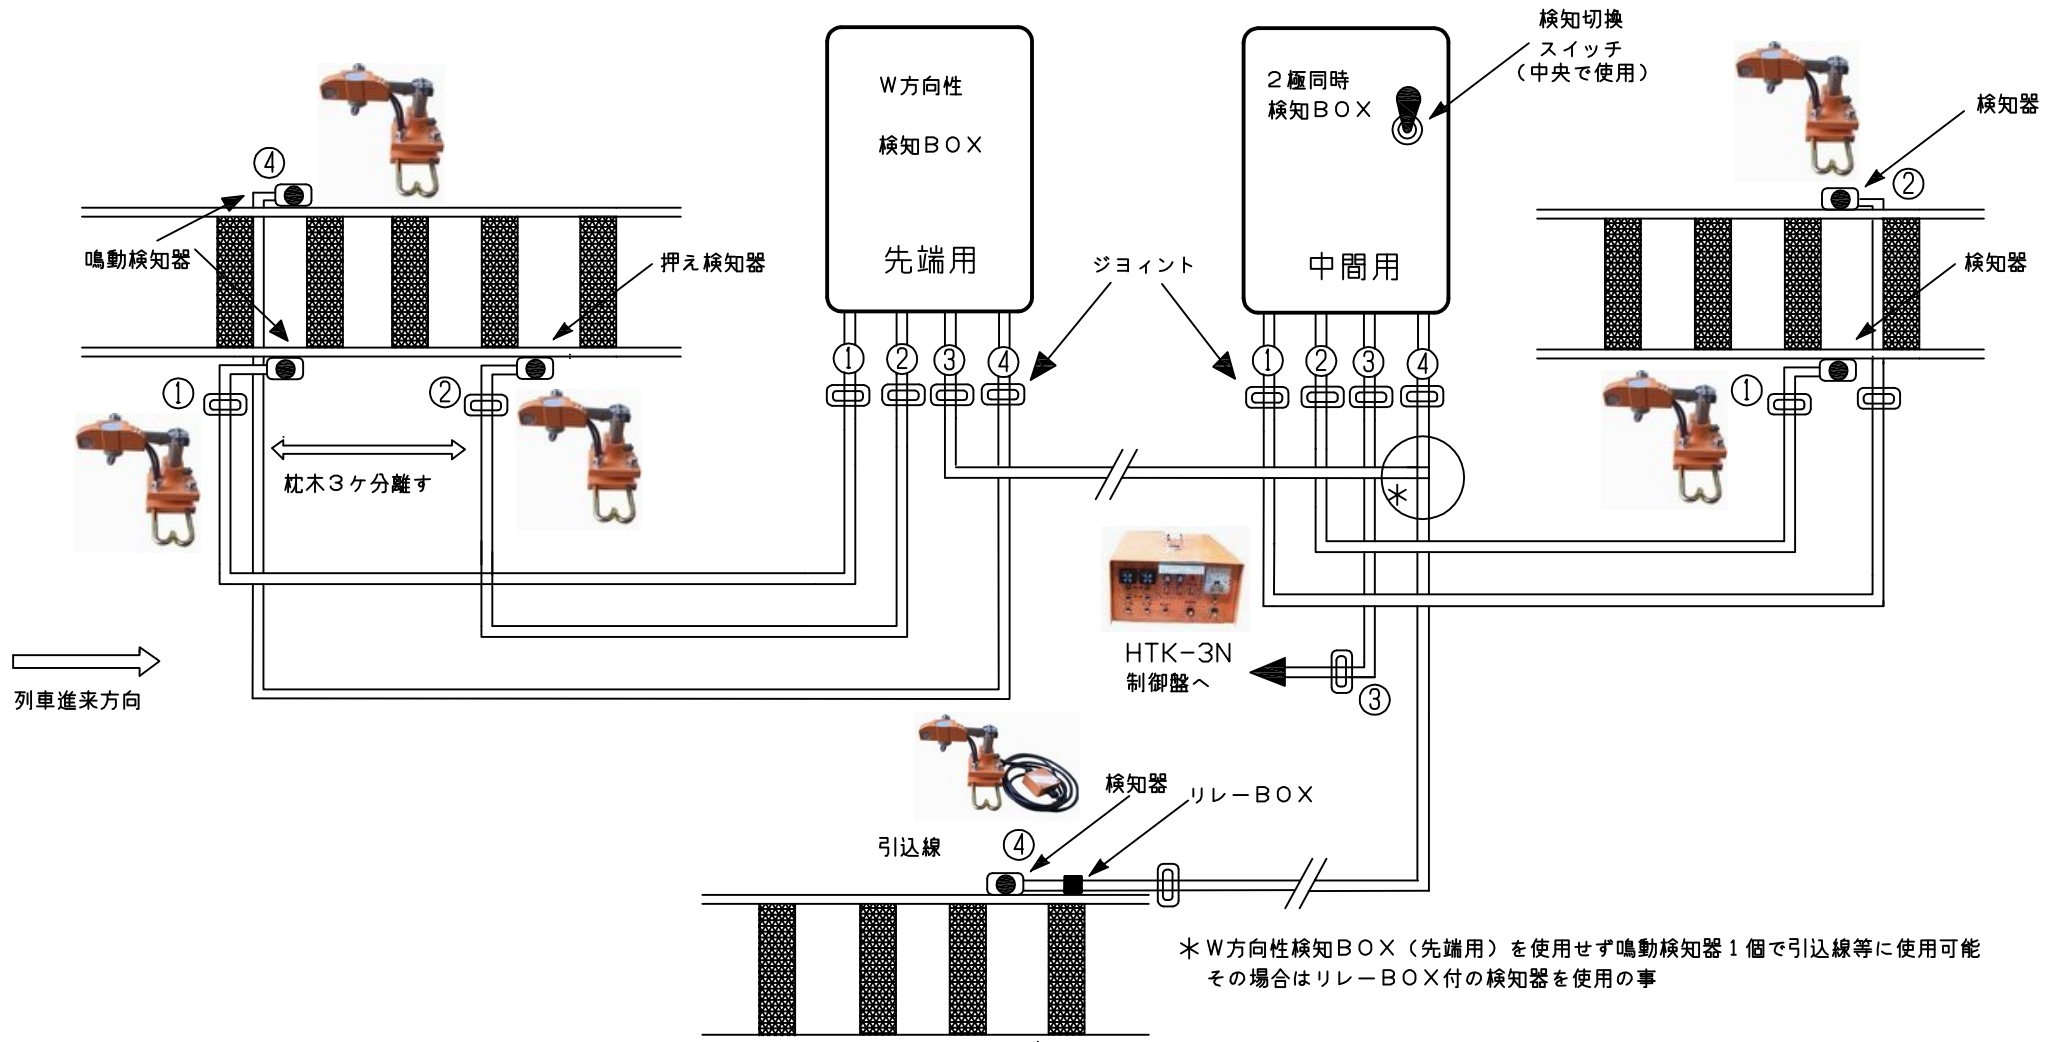 検知切換
スイッチ
（中央で使用）
W方向性
検知BOX
先端用
２極同時
検知BOX
中間用
検知器
④
②
鳴動検知器
押え検知器
ジョイント
検知器
①
②
③
④
①
②
③
④
①
②
①
枕木３ケ分離す
＊
HTK-3N
制御盤へ
③
列車進来方向
検知器
リレーBOX
引込線
④
＊W方向性検知BOX（先端用）を使用せず鳴動検知器１個で引込線等に使用可能
その場合はリレーBOX付の検知器を使用の事